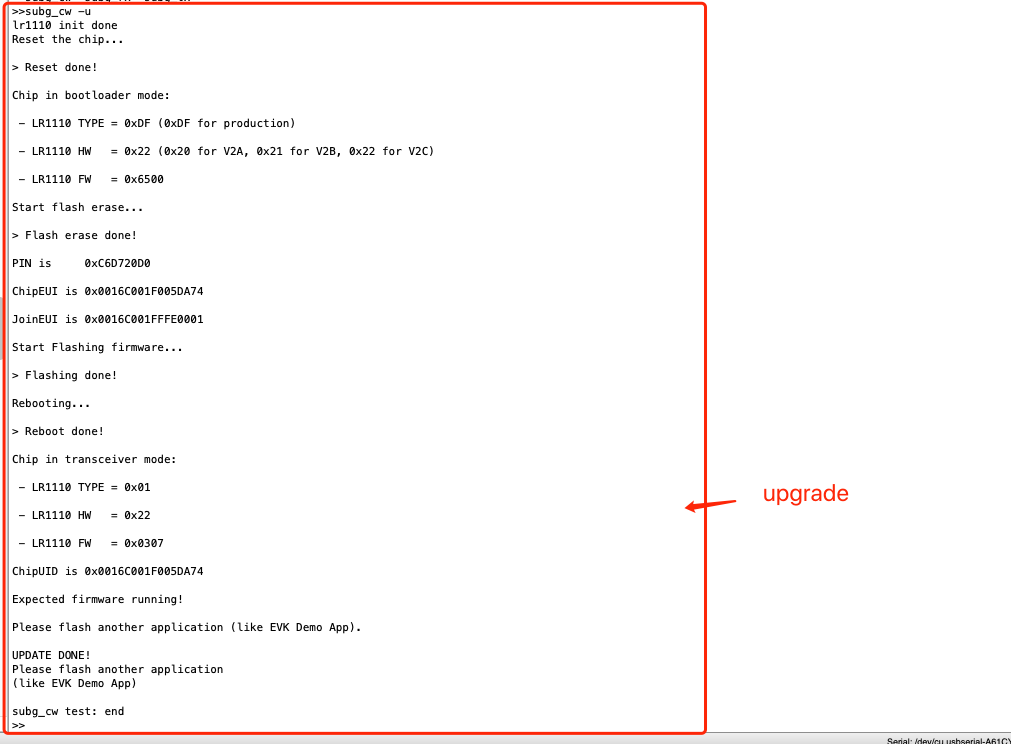 >>subg_cw -u
lr1110 init done
Reset the chip...
> Reset done!
Chip in bootloader mode:
- LR1110 TYPE = 0xDF (0xDF for production)
- LR1110 HW   = 0x22 (0x20 for V2A, 0x21 for V2B, 0x22 for V2C)
- LR1110 FW   = 0x6500
Start flash erase...
> Flash erase done!
PIN is     0xC6D720D0
ChipEUI is 0x0016C001F005DA74
JoinEUI is 0x0016C001FFFE0001
Start Flashing firmware...
> Flashing done!
Rebooting...
> Reboot done!
Chip in transceiver mode:
- LR1110 TYPE = 0x01
- LR1110 HW   = 0x22
- LR1110 FW   = 0x0307
ChipUID is 0x0016C001F005DA74
Expected firmware running!
Please flash another application (like EVK Demo App).
UPDATE DONE!
Please flash another application
(like EVK Demo App)
subg_cw test: end
>>
upgrade
Serial: /dev/cu.usbserial-A61C